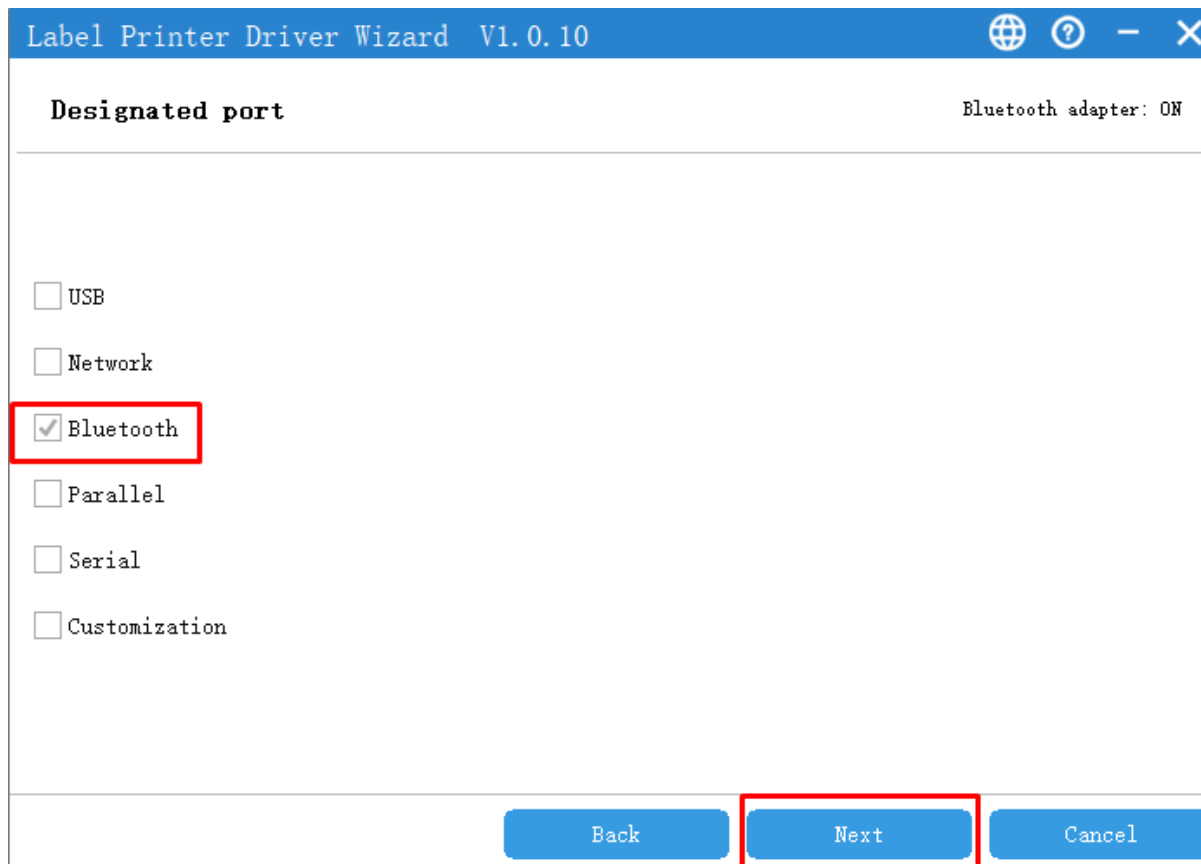 Label Printer Driver Wizard V1.0.10
Designated port
Bluetooth adapter: ON
USB
Network
Bluetooth
Parallel
Serial
Customization
Back Next Cancel